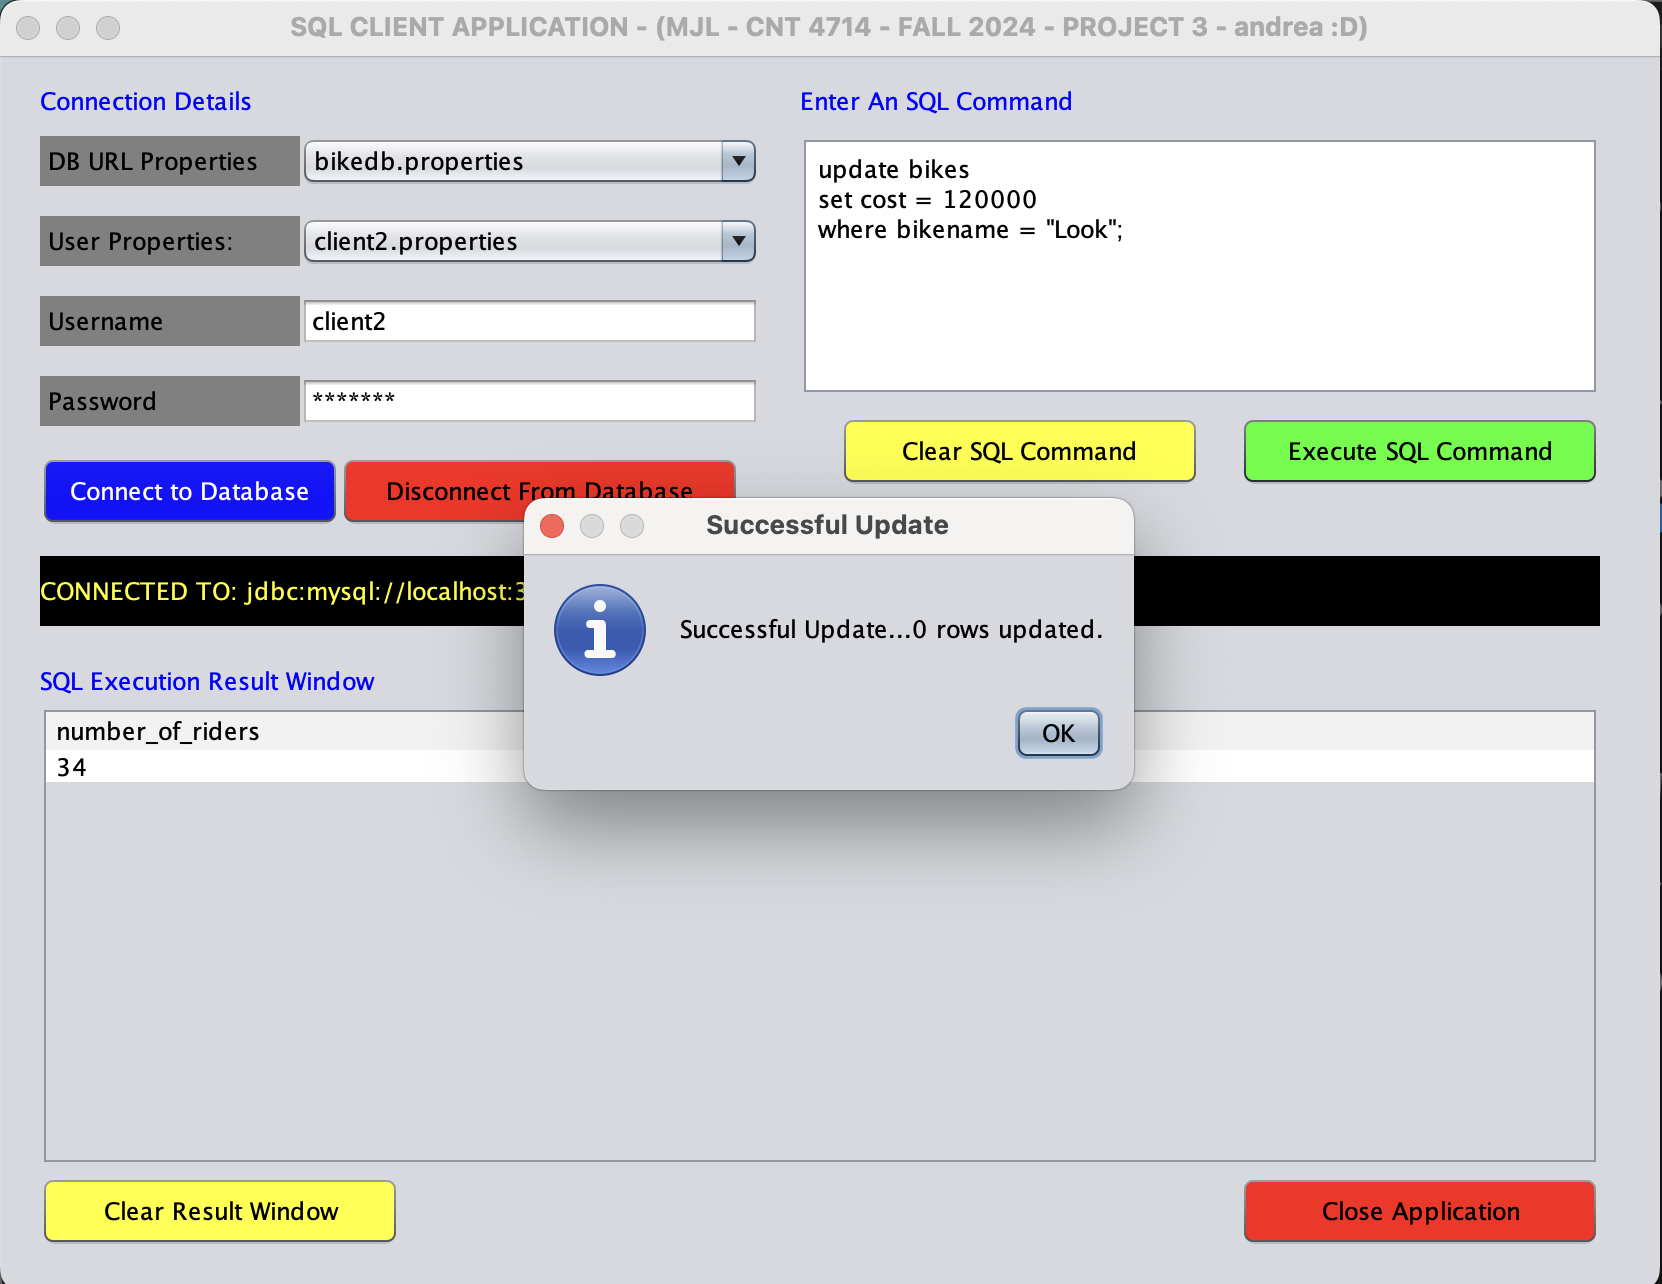 SQL CLIENT APPLICATION - (MJL - CNT 4714 - FALL 2024 - PROJECT 3 - andrea :D)
Connection Details
DB URL Properties
bikedb.properties
User Properties:
client2.properties
Username
client2
Password
*******
Connect to Database
Disconnect From Database
Enter An SQL Command
update bikes
set cost = 120000
where bikename = "Look";
Clear SQL Command
Execute SQL Command
CONNECTED TO: jdbc:mysql://localhost:3
Successful Update
Successful Update...0 rows updated.
OK
SQL Execution Result Window
number_of_riders
34
Clear Result Window
Close Application